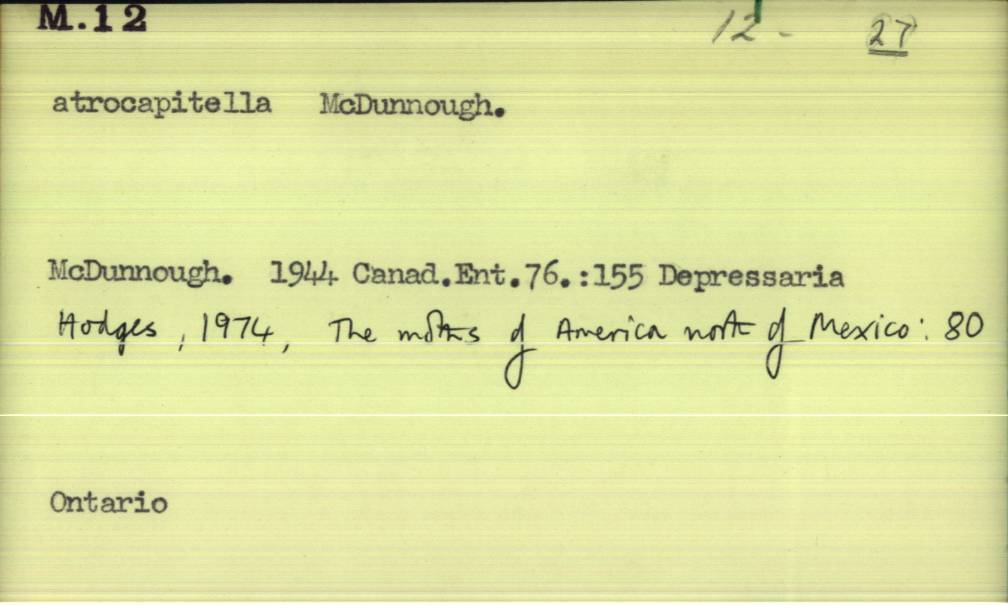 M.12 12- 27
atrocapitella McDunnough.
McDunnough. 1944 Canad.Ent.76.:155 Depressaria
Hodges, 1974, The moths of America north of Mexico: 80
Ontario